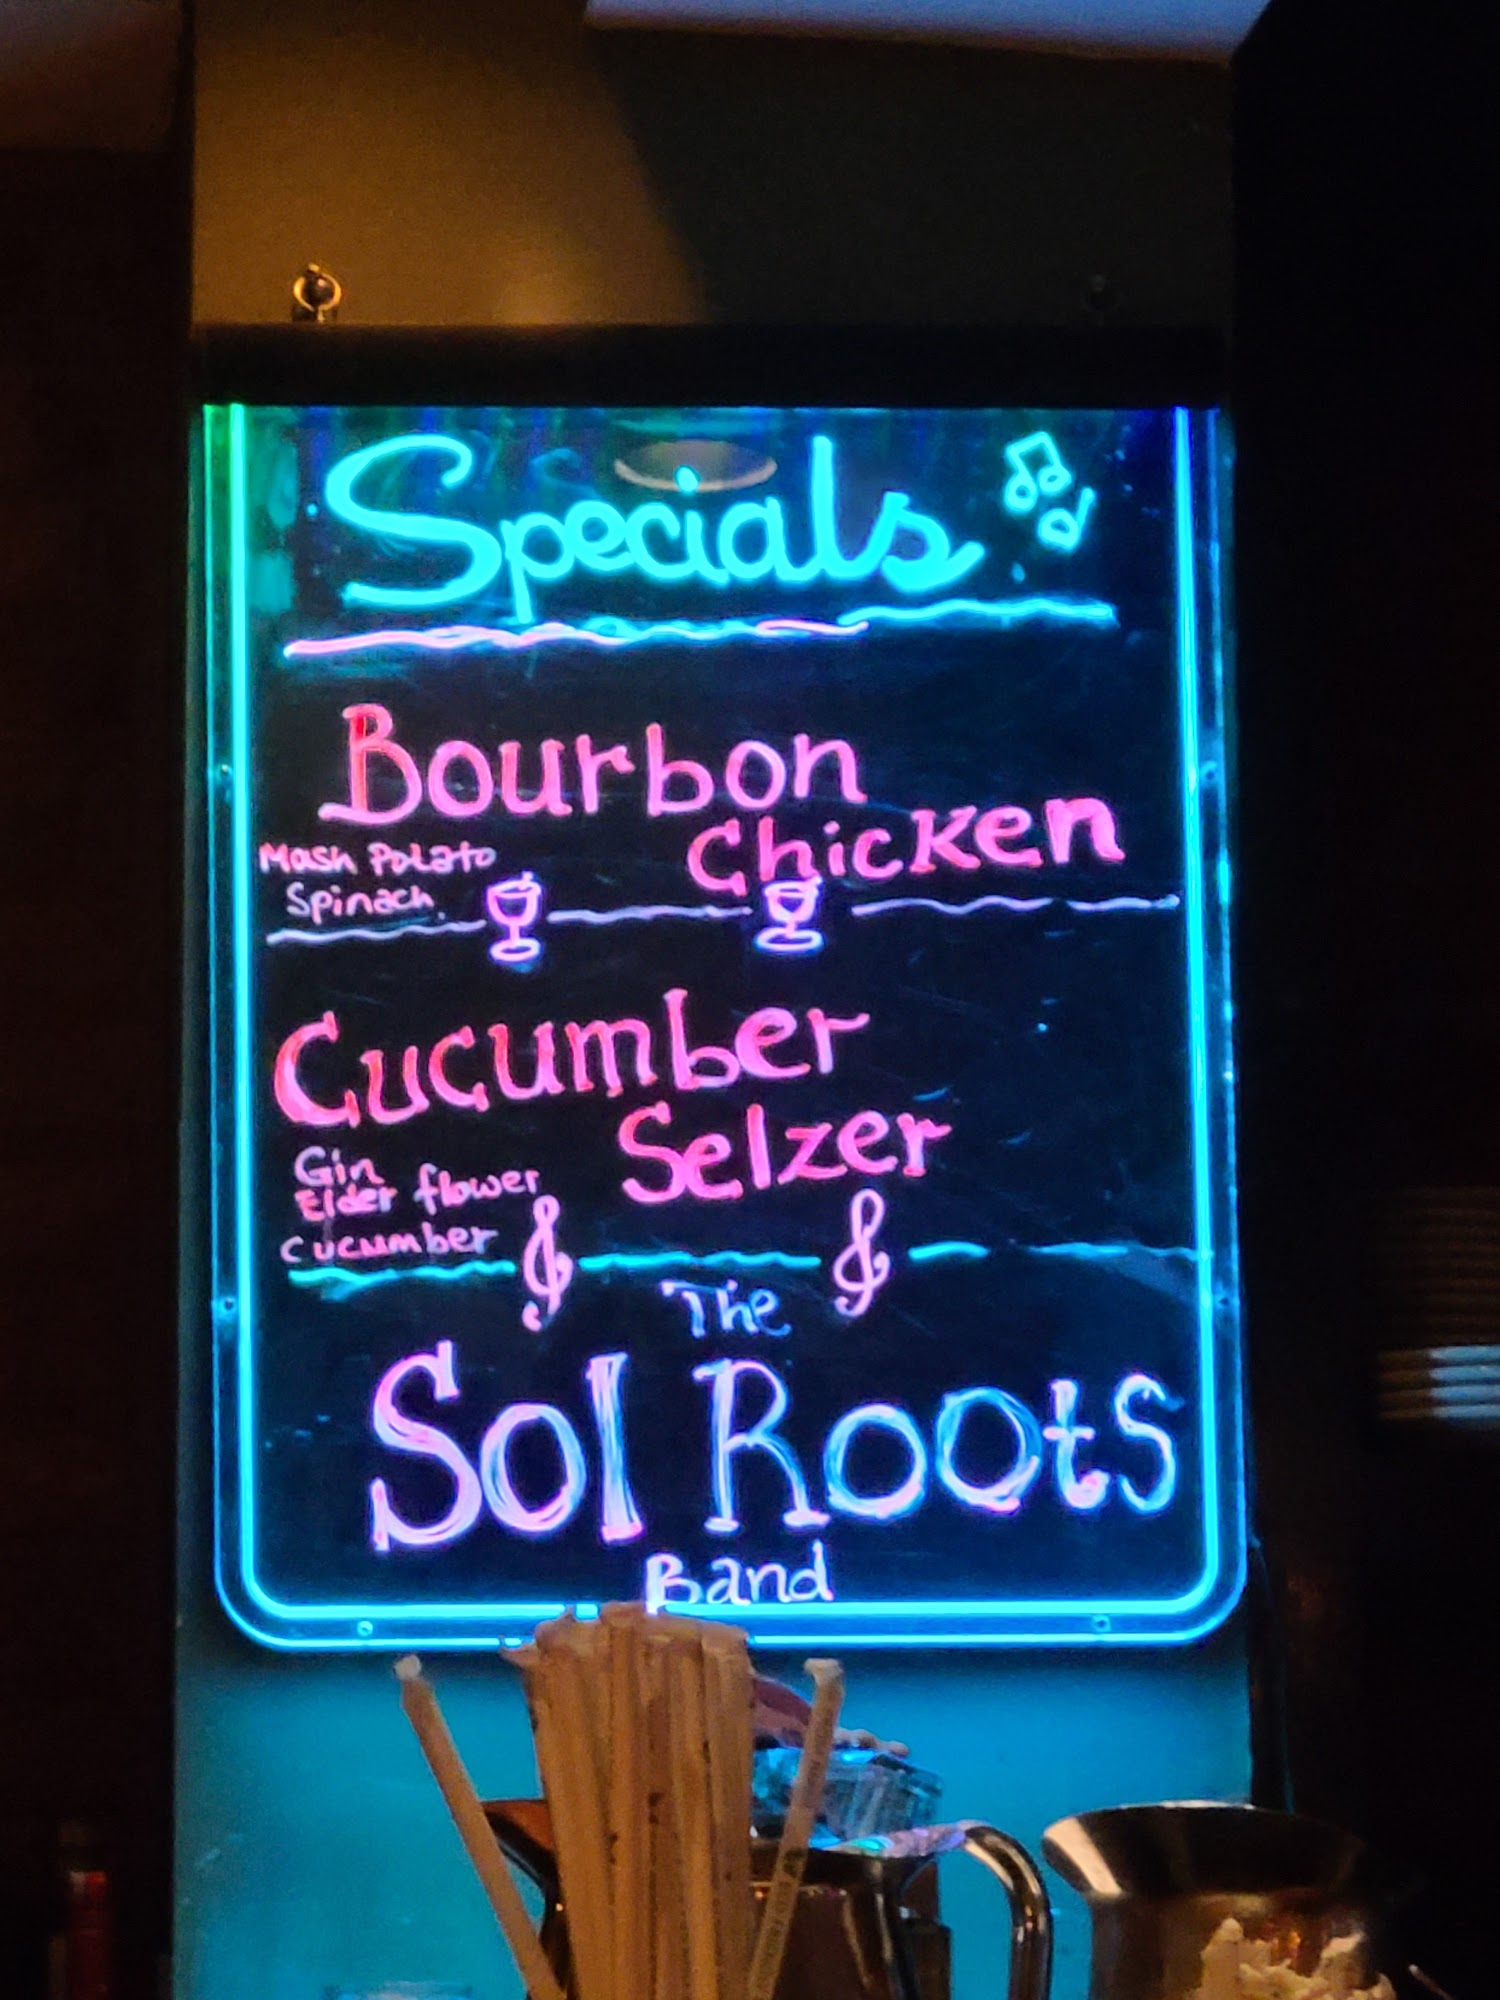 Specials
Bourbon
Chicken
Mash Potato
Spinach
Cucumber
Selzer
Gin
Elder flower
cucumber
The
Sol Roots
Band